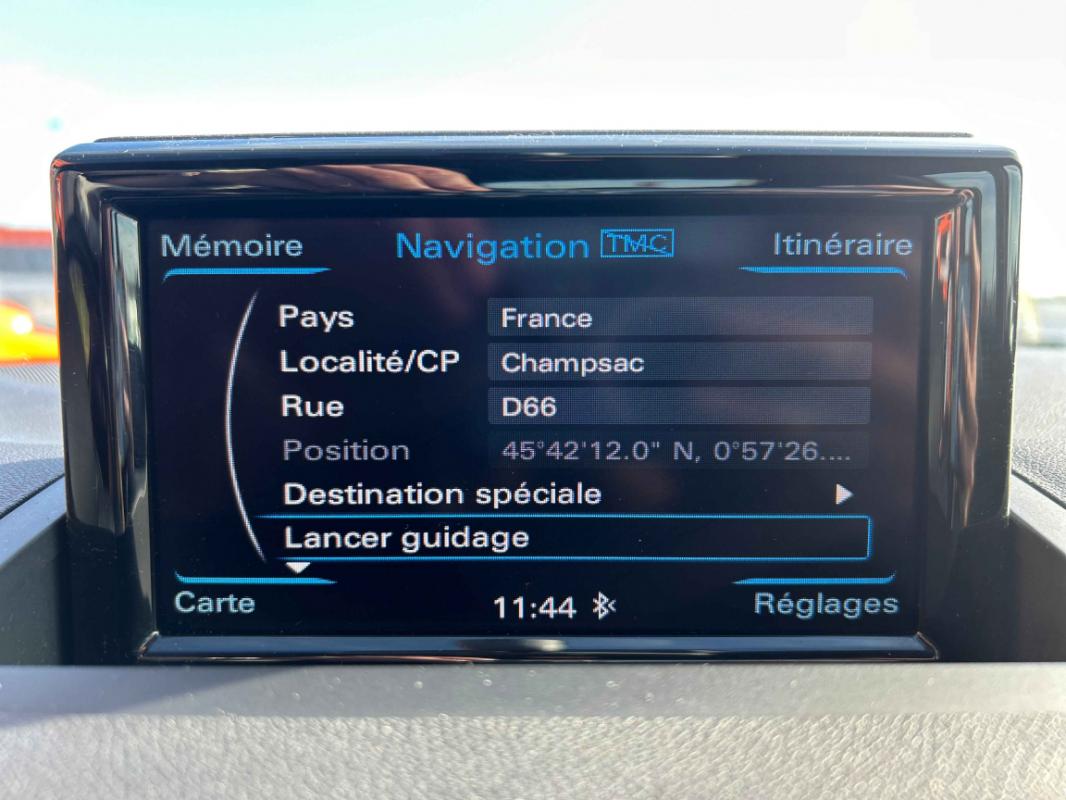 Mémoire Navigation TMC Itinéraire
Pays France
Localité/CP Champsac
Rue D66
Position 45°42'12.0" N, 0°57'26....
Destination spéciale
Lancer guidage
Carte 11:44 Réglages